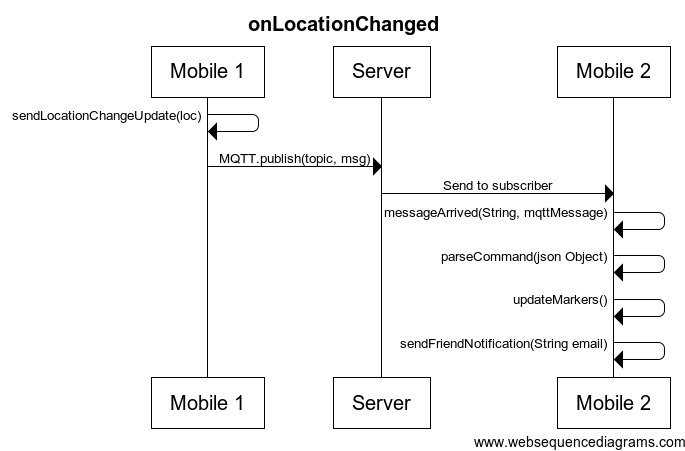 onLocationChanged
Mobile 1 Server Mobile 2
sendLocationChangeUpdate(loc)
MQTT.publish(topic, msg)
Send to subscriber
messageArrived(String, mqttMessage)
parseCommand(json Object)
updateMarkers()
sendFriendNotification(String email)
Mobile 1 Server Mobile 2
www.websequencediagrams.com